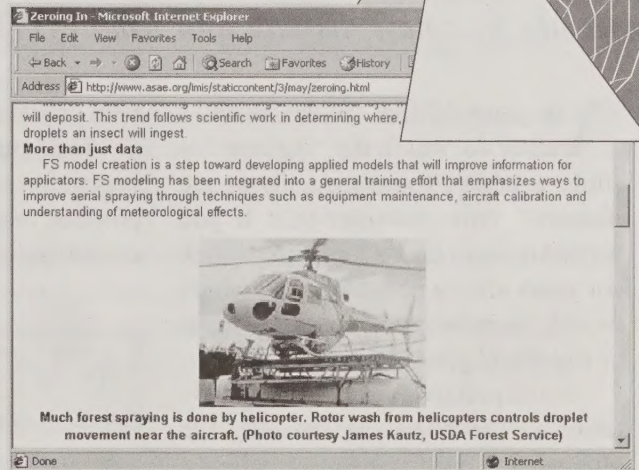 Zeroing In - Microsoft Internet Explorer
File Edit View Favorites Tools Help
Back Search Favorites History
Address http://www.asae.org/imis/staticcontent/3/may/zeroing.html
will deposit. This trend follows scientific work in determining where,
droplets an insect will ingest.
More than just data
FS model creation is a step toward developing applied models that will improve information for
applicators. FS modeling has been integrated into a general training effort that emphasizes ways to
improve aerial spraying through techniques such as equipment maintenance, aircraft calibration and
understanding of meteorological effects.
Much forest spraying is done by helicopter. Rotor wash from helicopters controls droplet
movement near the aircraft. (Photo courtesy James Kautz, USDA Forest Service)
Done Internet